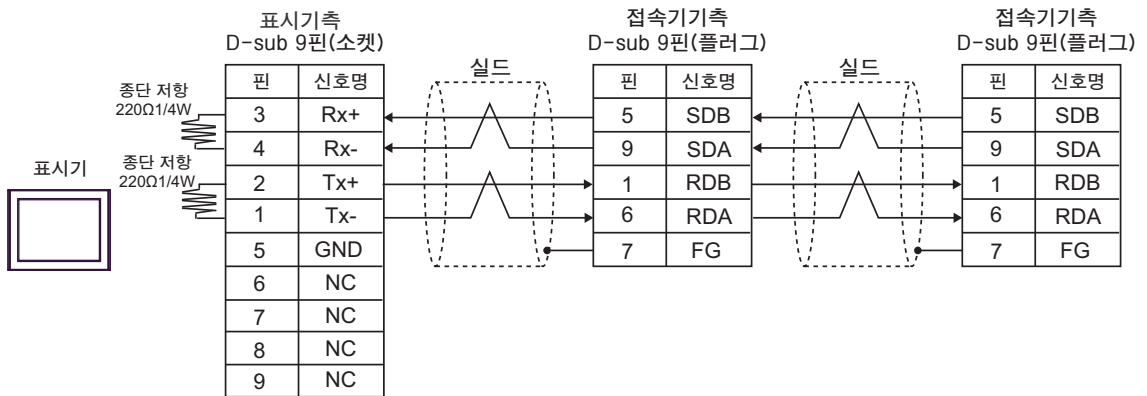 표시기측
D-sub 9핀(소켓)
접속기기측
D-sub 9핀(플러그)
접속기기측
D-sub 9핀(플러그)
종단 저항
220Ω1/4W
종단 저항
220Ω1/4W
표시기
실드
실드
핀 신호명
3 Rx+
4 Rx-
2 Tx+
1 Tx-
5 GND
6 NC
7 NC
8 NC
9 NC
핀 신호명
5 SDB
9 SDA
1 RDB
6 RDA
7 FG
핀 신호명
5 SDB
9 SDA
1 RDB
6 RDA
7 FG